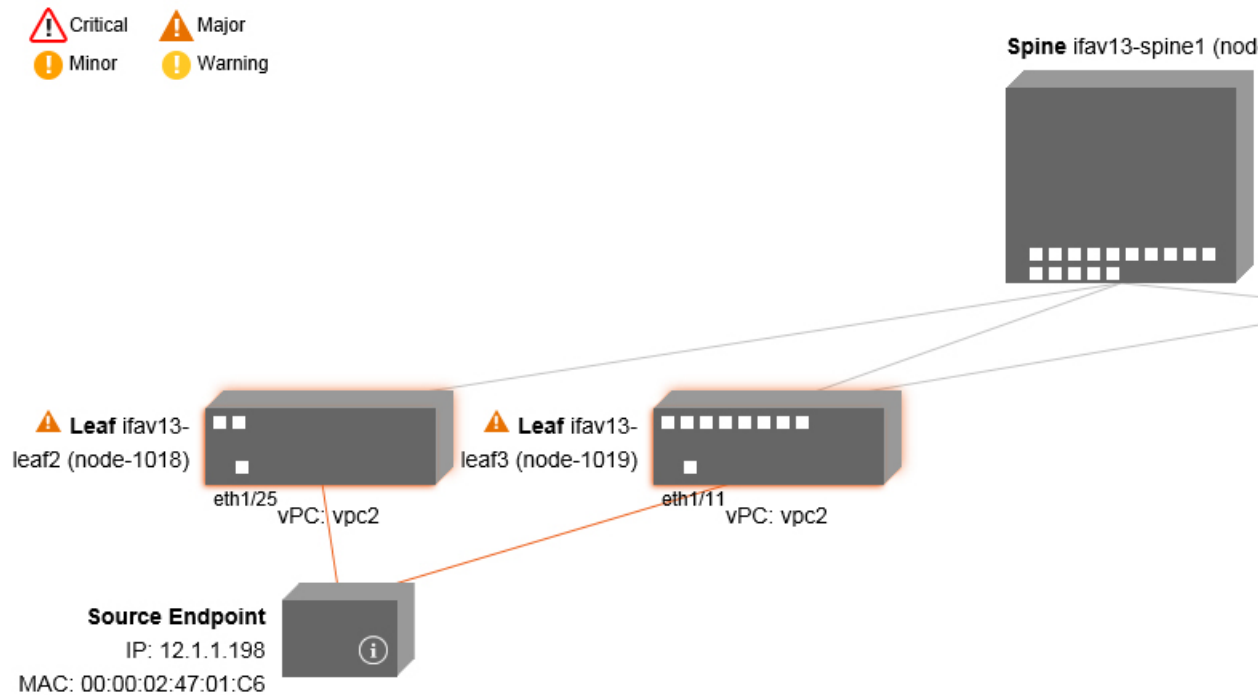 Critical
Major
Minor
Warning
Spine ifav13-spine1 (nod
Leaf ifav13-
leaf2 (node-1018)
eth1/25
vPC: vpc2
Leaf ifav13-
leaf3 (node-1019)
eth1/11
vPC: vpc2
Source Endpoint
IP: 12.1.1.198
MAC: 00:00:02:47:01:C6